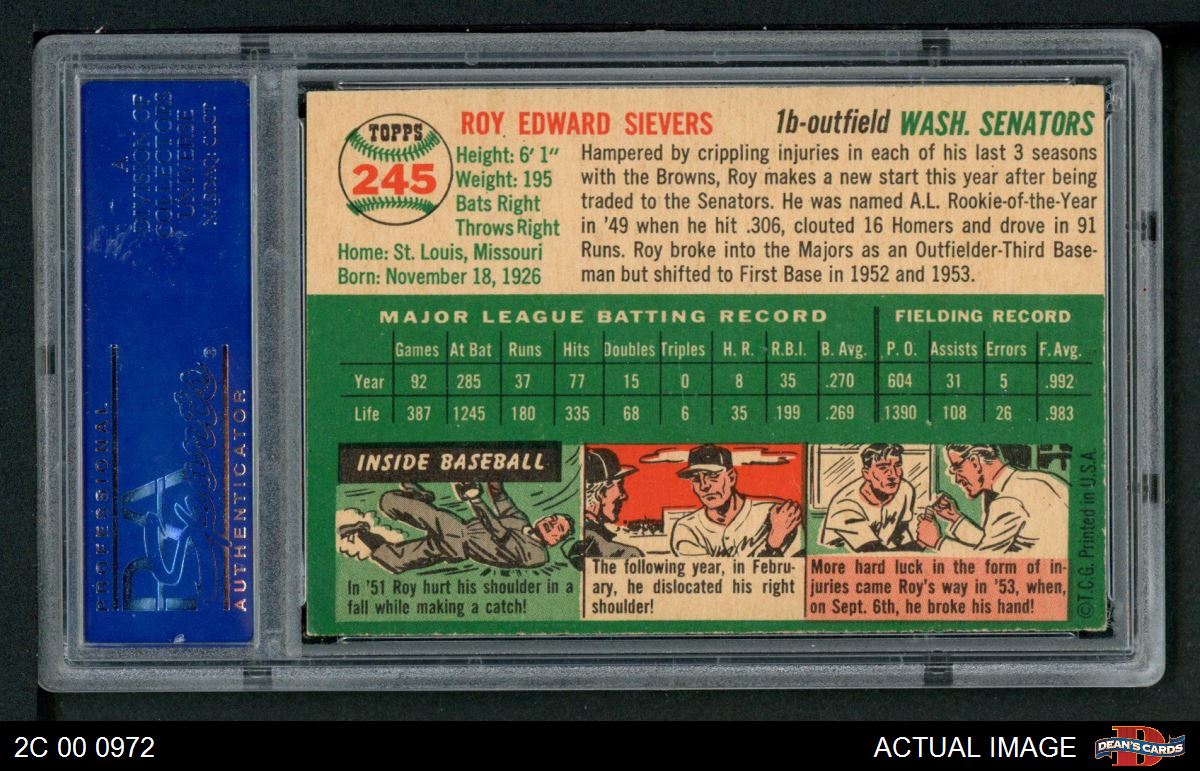 A
DIVISION OF
COLLECTORS
UNIVERSE
NASDAQ: CLCT
PROFESSIONAL
PSA
Sports
®
AUTHENTICATOR
TOPPS
245
ROY EDWARD SIEVERS
1b-outfield WASH. SENATORS
Height: 6' 1"
Weight: 195
Bats Right
Throws Right
Home: St. Louis, Missouri
Born: November 18, 1926
Hampered by crippling injuries in each of his last 3 seasons
with the Browns, Roy makes a new start this year after being
traded to the Senators. He was named A.L. Rookie-of-the-Year
in '49 when he hit .306, clouted 16 Homers and drove in 91
Runs. Roy broke into the Majors as an Outfielder-Third Base-
man but shifted to First Base in 1952 and 1953.
MAJOR LEAGUE BATTING RECORD FIELDING RECORD
Games At Bat Runs Hits Doubles Triples H. R. R.B.I. B. Avg. P. O. Assists Errors F. Avg.
Year 92 285 37 77 15 0 8 35 .270 604 31 5 .992
Life 387 1245 180 335 68 6 35 .199 .269 1390 108 26 .983
INSIDE BASEBALL
In '51 Roy hurt his shoulder in a
fall while making a catch!
The following year, in Febru-
ary, he dislocated his right
shoulder!
More hard luck in the form of in-
juries came Roy's way in '53, when,
on Sept. 6th, he broke his hand!
©T.C.G. Printed in U.S.A.
2C 00 0972
ACTUAL IMAGE
D
DEAN'S CARDS